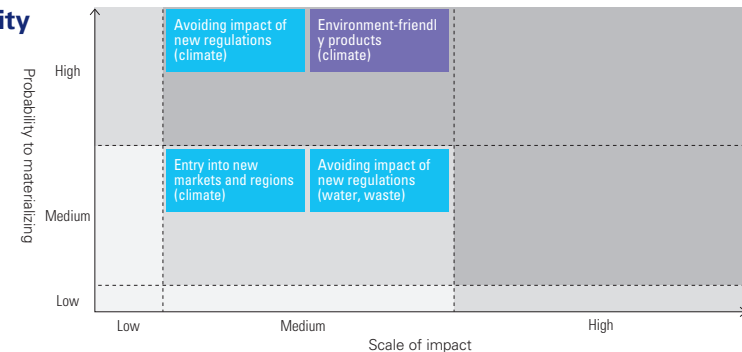 ity
Avoiding impact of
new regulations
(climate)
Environment-friendl
y products
(climate)
High
Probability to materializing
Entry into new
markets and regions
(climate)
Avoiding impact of
new regulations
(water, waste)
Medium
Low
Low
Medium
High
Scale of impact